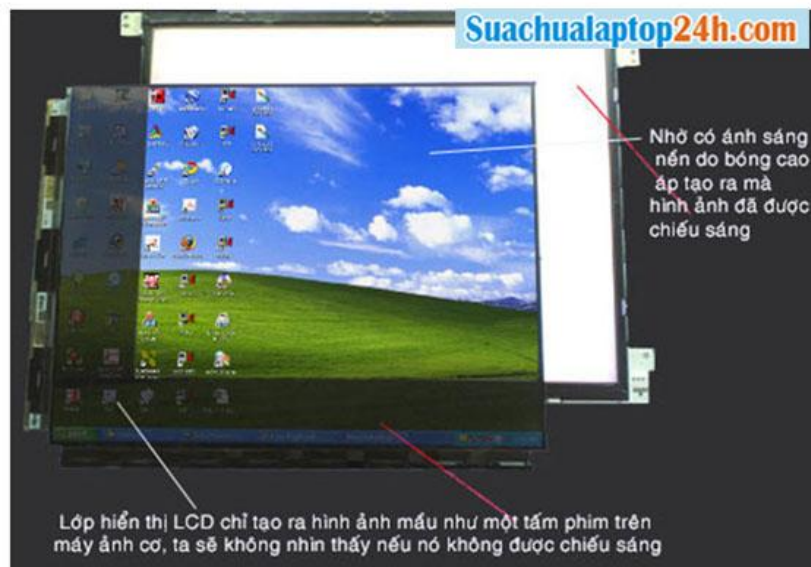 Suachualaptop24h.com
Nhờ có ánh sáng
nển do bóng cao
áp tạo ra mà
hình ảnh đã được
chiếu sáng
Lớp hiển thị LCD chỉ tạo ra hình ảnh mầu như một tấm phim trên
máy ảnh cơ, ta sẽ không nhìn thấy nếu nó không được chiếu sáng